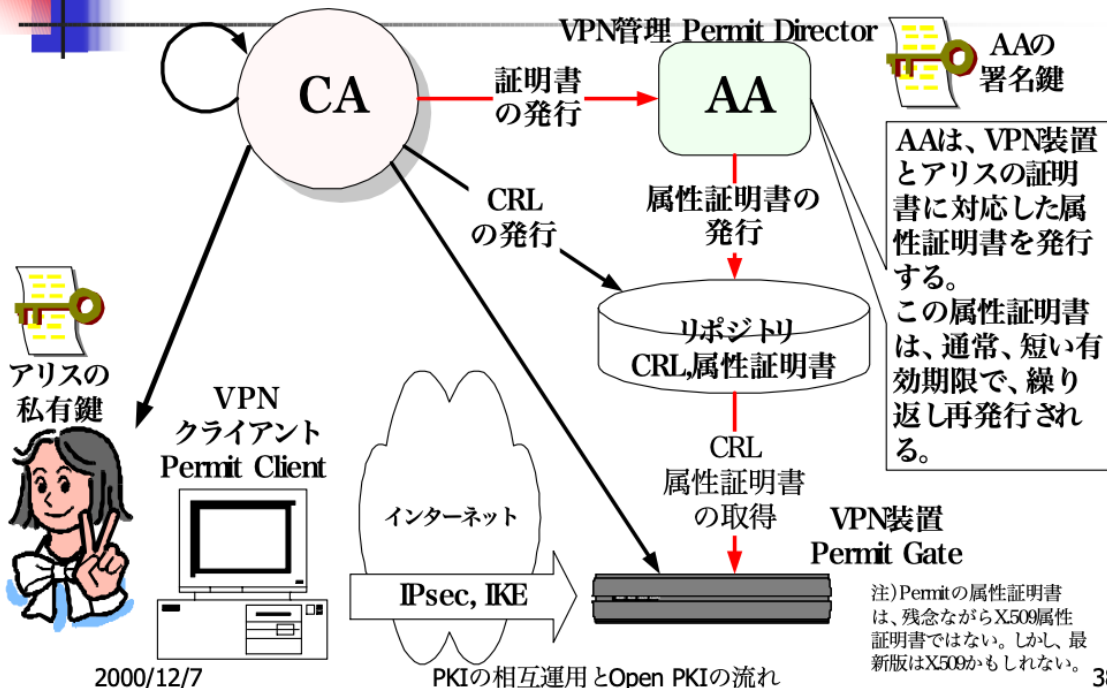 VPN管理 Permit Director
CA
証明書
の発行
AA
AAの
署名鍵
AAは、VPN装置
とアリスの証明
書に対応した属
性証明書を発行
する。
この属性証明書
は、通常、短い有
効期限で、繰り
返し再発行され
る。
CRL
の発行
属性証明書の
発行
リポジトリ
CRL,属性証明書
アリスの
私有鍵
VPN
クライアント
Permit Client
インターネット
CRL
属性証明書
の取得
VPN装置
Permit Gate
IPsec, IKE
注)Permitの属性証明書
は、残念ながらX.509属性
証明書ではない。しかし、最
新版はX.509かもしれない。
2000/12/7
PKIの相互運用とOpen PKIの流れ
38